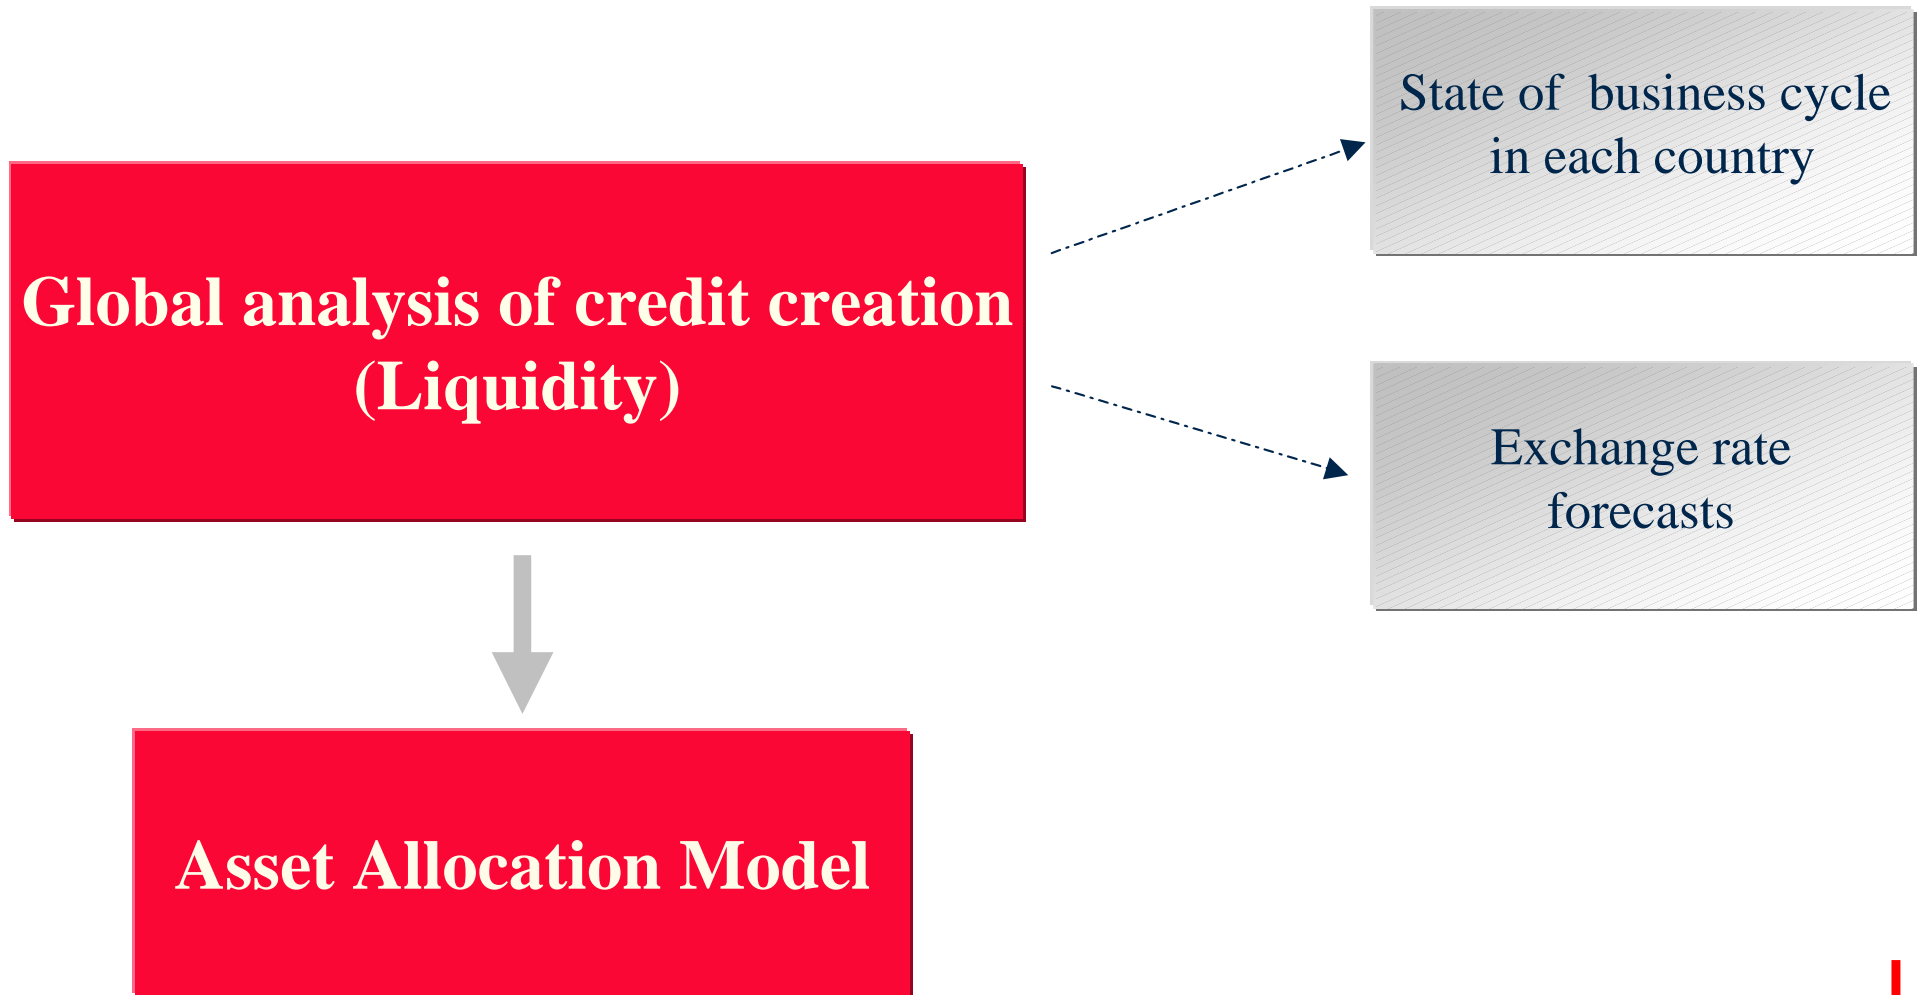 State of business cycle
in each country
Global analysis of credit creation
(Liquidity)
Exchange rate
forecasts
Asset Allocation Model